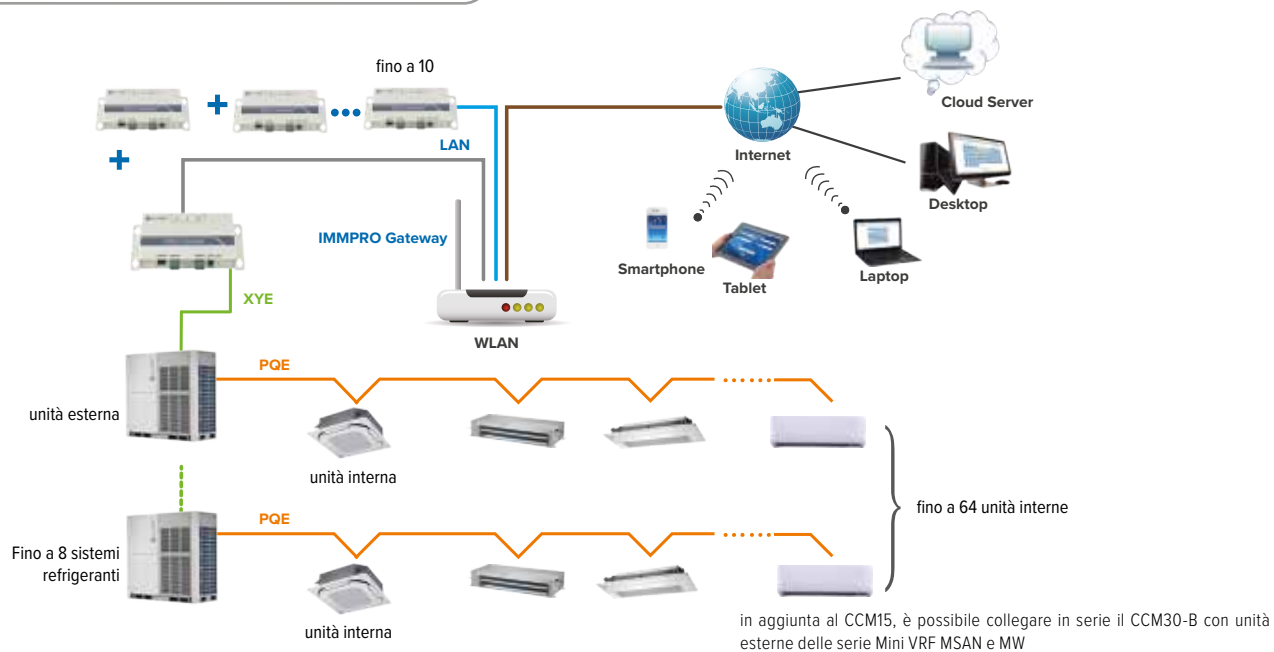 fino a 10
Cloud Server
LAN
Internet
Desktop
IMMPRO Gateway
Smartphone
Tablet
Laptop
XYE
WLAN
PQE
unità esterna
unità interna
fino a 64 unità interne
PQE
Fino a 8 sistemi
refrigeranti
unità interna
in aggiunta al CCM15, è possibile collegare in serie il CCM30-B con unità
esterne delle serie Mini VRF MSAN e MW